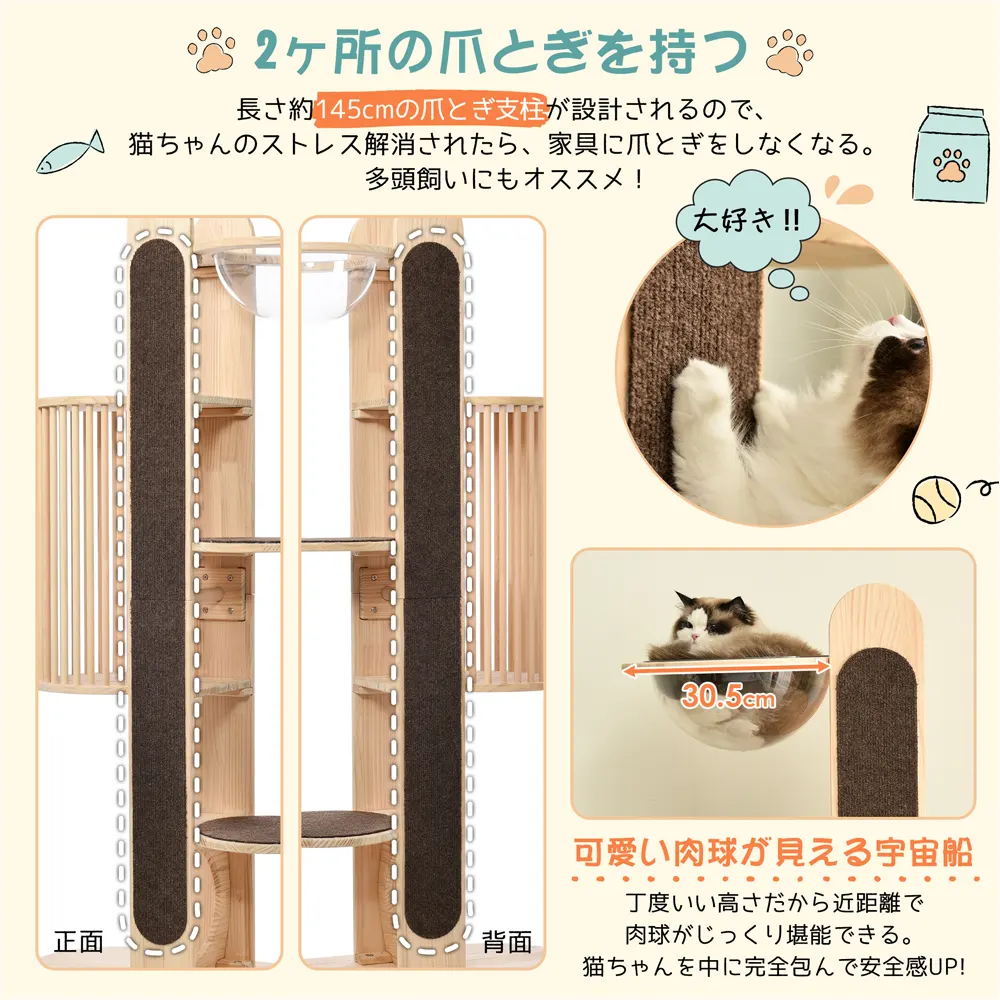 2ヶ所の爪とぎを持つ
長さ約145cmの爪とぎ支柱が設計されるので、
猫ちゃんのストレス解消されたら、家具に爪とぎをしなくなる。
多頭飼いにもオススメ！
大好き!!
正面
背面
30.5cm
可愛い肉球が見える宇宙船
丁度いい高さだから近距離で
肉球がじっくり堪能できる。
猫ちゃんを中に完全包んで安全感UP!